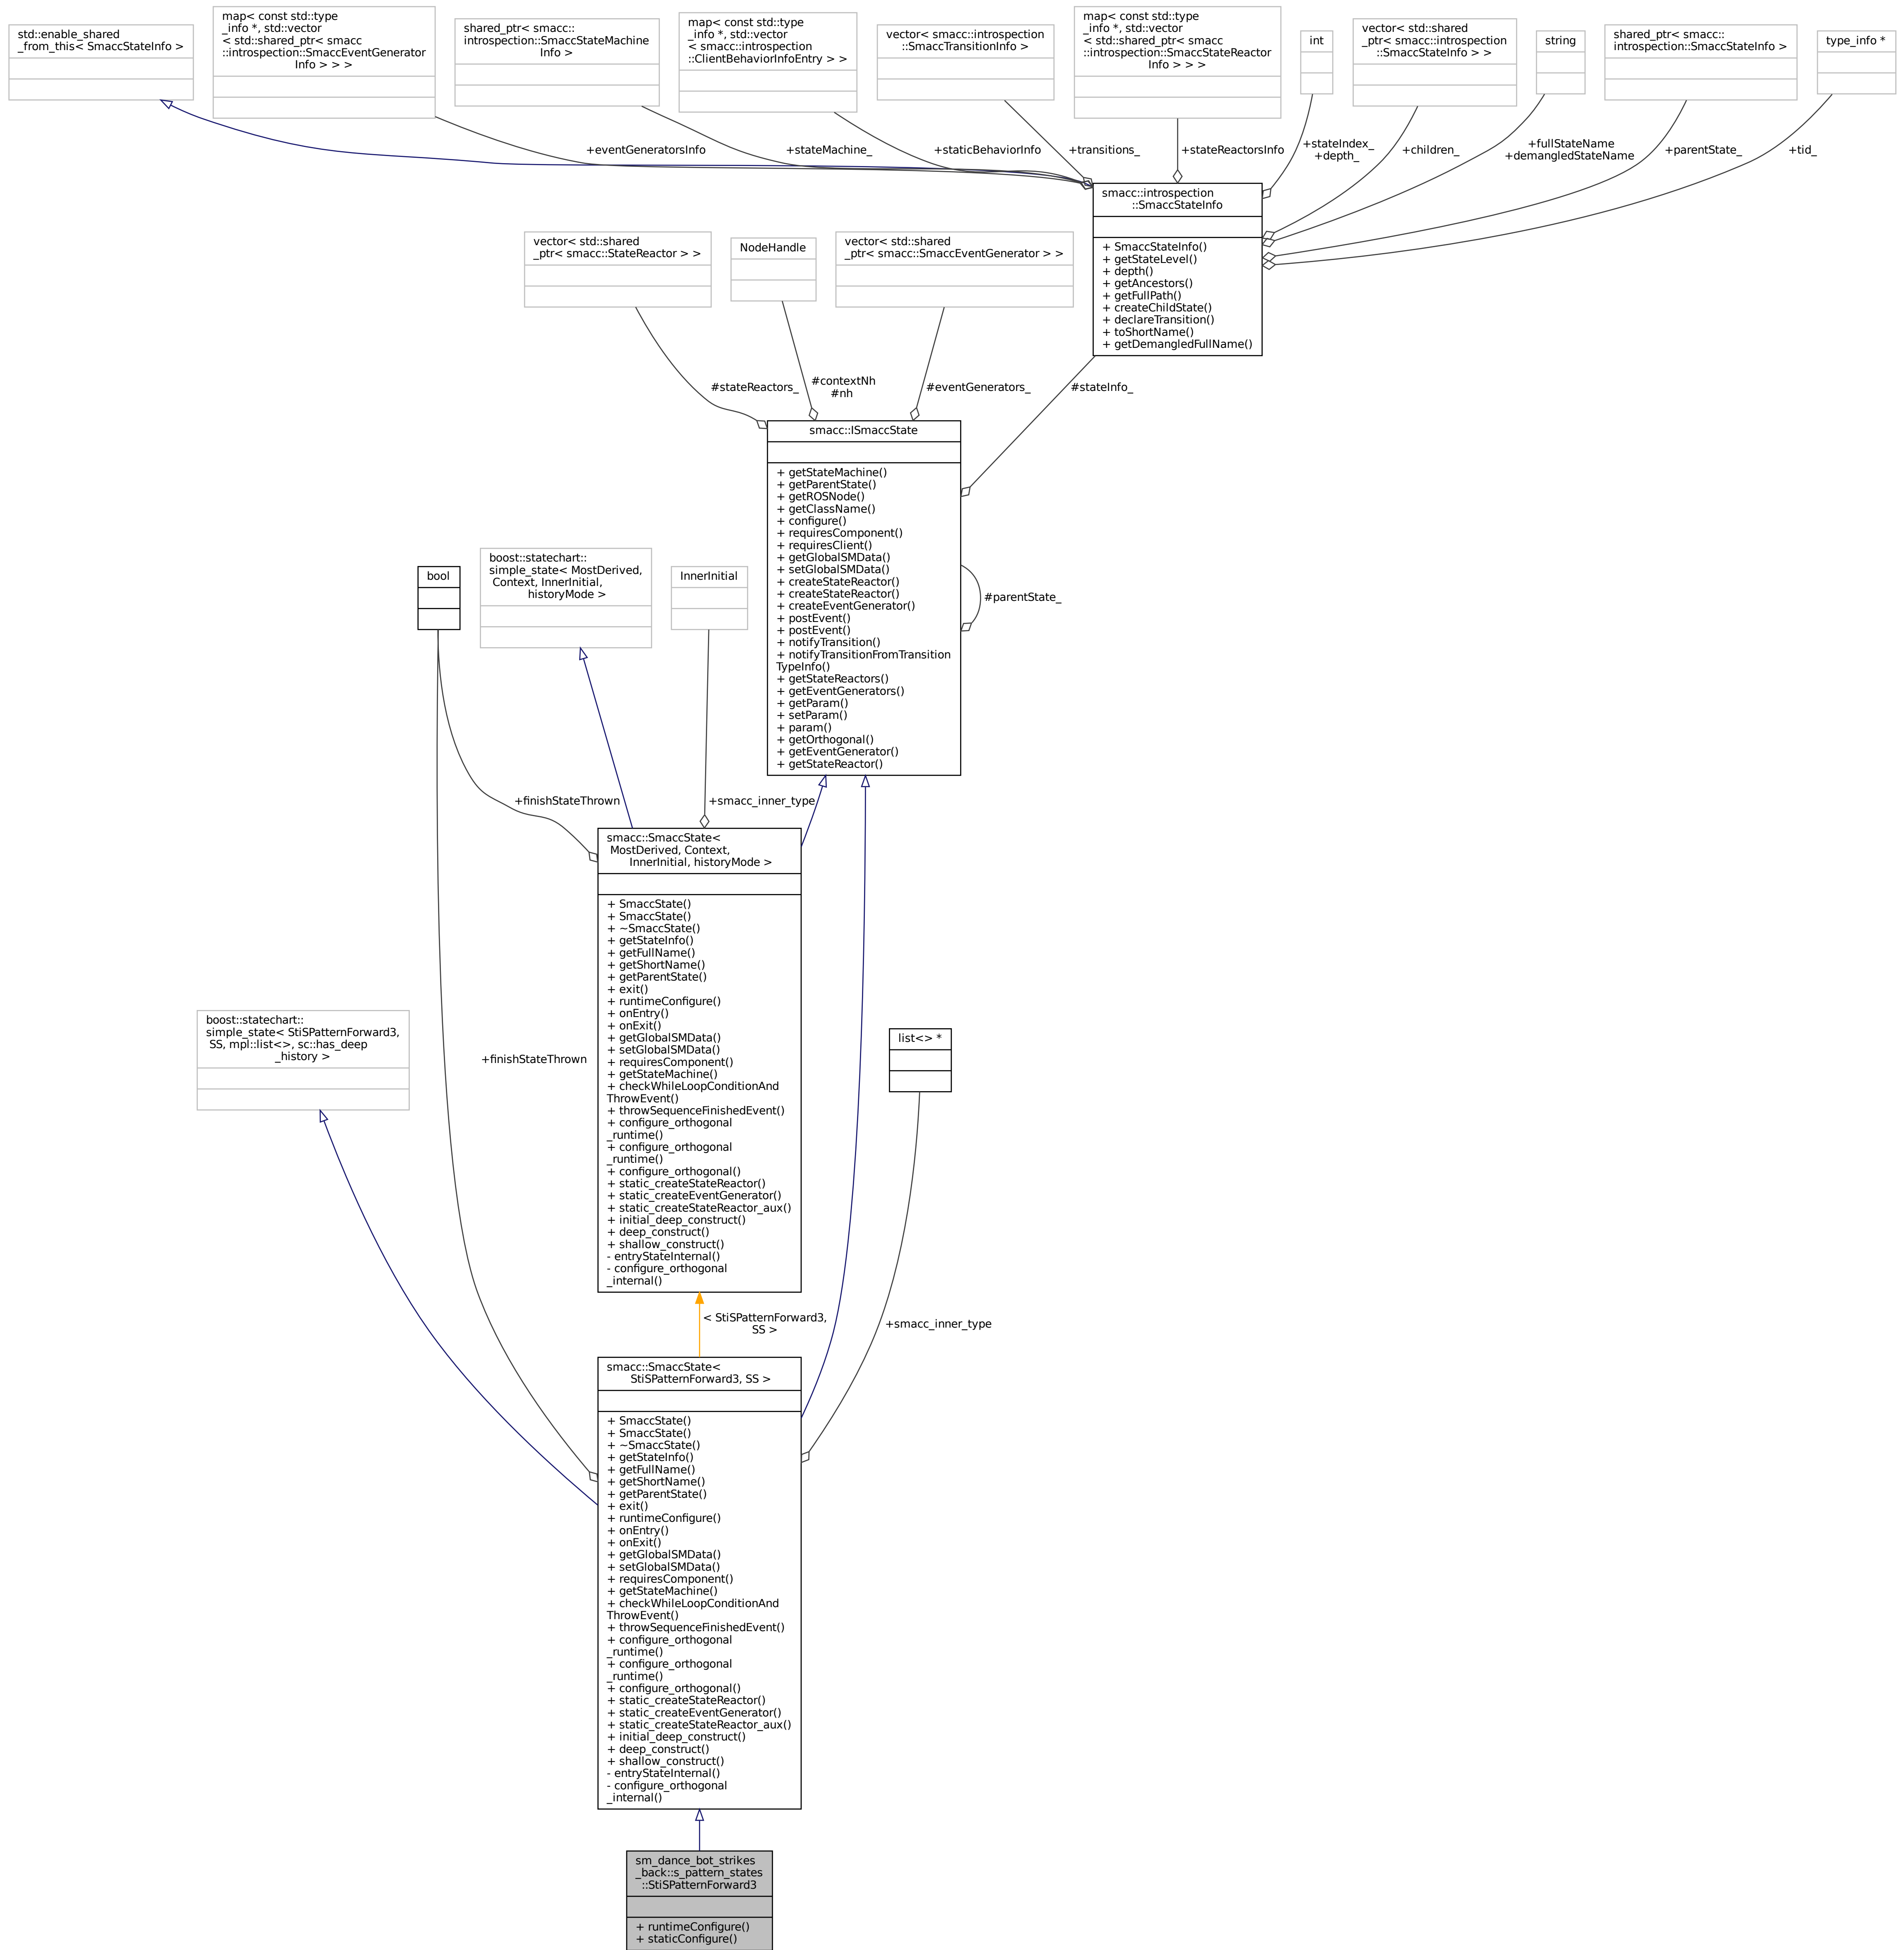 std::enable_shared
_from_this< SmaccStateInfo >
map< const std::type
_info *, std::vector
< std::shared_ptr< smacc
::introspection::SmaccEventGenerator
Info > > >
shared_ptr< smacc::
introspection::SmaccStateMachine
Info >
map< const std::type
_info *, std::vector
< smacc::introspection
::ClientBehaviorInfoEntry > >
vector< smacc::introspection
::SmaccTransitionInfo >
map< const std::type
_info *, std::vector
< std::shared_ptr< smacc
::introspection::SmaccStateReactor
Info > > >
int
vector< std::shared
_ptr< smacc::introspection
::SmaccStateInfo > >
string
shared_ptr< smacc::
introspection::SmaccStateInfo >
type_info *
+eventGeneratorsInfo
+stateMachine_
+staticBehaviorInfo
+transitions_
+stateReactorsInfo
+stateIndex_
+depth_
+children_
+fullStateName
+demangledStateName
+parentState_
+tid_
smacc::introspection
::SmaccStateInfo
+ SmaccStateInfo()
+ getStateLevel()
+ depth()
+ getAncestors()
+ getFullPath()
+ createChildState()
+ declareTransition()
+ toShortName()
+ getDemangledFullName()
vector< std::shared
_ptr< smacc::StateReactor > >
NodeHandle
vector< std::shared
_ptr< smacc::SmaccEventGenerator > >
#stateReactors_
#contextNh
#nh
#eventGenerators_
#stateInfo_
smacc::ISmaccState
+ getStateMachine()
+ getParentState()
+ getROSNode()
+ getClassName()
+ configure()
+ requiresComponent()
+ requiresClient()
+ getGlobalSMData()
+ setGlobalSMData()
+ createStateReactor()
+ createStateReactor()
+ createEventGenerator()
+ postEvent()
+ postEvent()
+ notifyTransition()
+ notifyTransitionFromTransition
TypeInfo()
+ getStateReactors()
+ getEventGenerators()
+ getParam()
+ setParam()
+ param()
+ getOrthogonal()
+ getEventGenerator()
+ getStateReactor()
#parentState_
bool
boost::statechart::
simple_state< MostDerived,
Context, InnerInitial,
historyMode >
InnerInitial
+finishStateThrown
+smacc_inner_type
smacc::SmaccState<
MostDerived, Context,
InnerInitial, historyMode >
+ SmaccState()
+ SmaccState()
+ ~SmaccState()
+ getStateInfo()
+ getFullName()
+ getShortName()
+ getParentState()
+ exit()
+ runtimeConfigure()
+ onEntry()
+ onExit()
+ getGlobalSMData()
+ setGlobalSMData()
+ requiresComponent()
+ getStateMachine()
+ checkWhileLoopConditionAnd
ThrowEvent()
+ throwSequenceFinishedEvent()
+ configure_orthogonal
_runtime()
+ configure_orthogonal
_runtime()
+ configure_orthogonal()
+ static_createStateReactor()
+ static_createEventGenerator()
+ static_createStateReactor_aux()
+ initial_deep_construct()
+ deep_construct()
+ shallow_construct()
- entryStateInternal()
- configure_orthogonal
_internal()
boost::statechart::
simple_state< StiSPatternForward3,
SS, mpl::list<>, sc::has_deep
_history >
+finishStateThrown
list<> *
< StiSPatternForward3,
SS >
+smacc_inner_type
smacc::SmaccState<
StiSPatternForward3, SS >
+ SmaccState()
+ SmaccState()
+ ~SmaccState()
+ getStateInfo()
+ getFullName()
+ getShortName()
+ getParentState()
+ exit()
+ runtimeConfigure()
+ onEntry()
+ onExit()
+ getGlobalSMData()
+ setGlobalSMData()
+ requiresComponent()
+ getStateMachine()
+ checkWhileLoopConditionAnd
ThrowEvent()
+ throwSequenceFinishedEvent()
+ configure_orthogonal
_runtime()
+ configure_orthogonal
_runtime()
+ configure_orthogonal()
+ static_createStateReactor()
+ static_createEventGenerator()
+ static_createStateReactor_aux()
+ initial_deep_construct()
+ deep_construct()
+ shallow_construct()
- entryStateInternal()
- configure_orthogonal
_internal()
sm_dance_bot_strikes
_back::s_pattern_states
::StiSPatternForward3
+ runtimeConfigure()
+ staticConfigure()